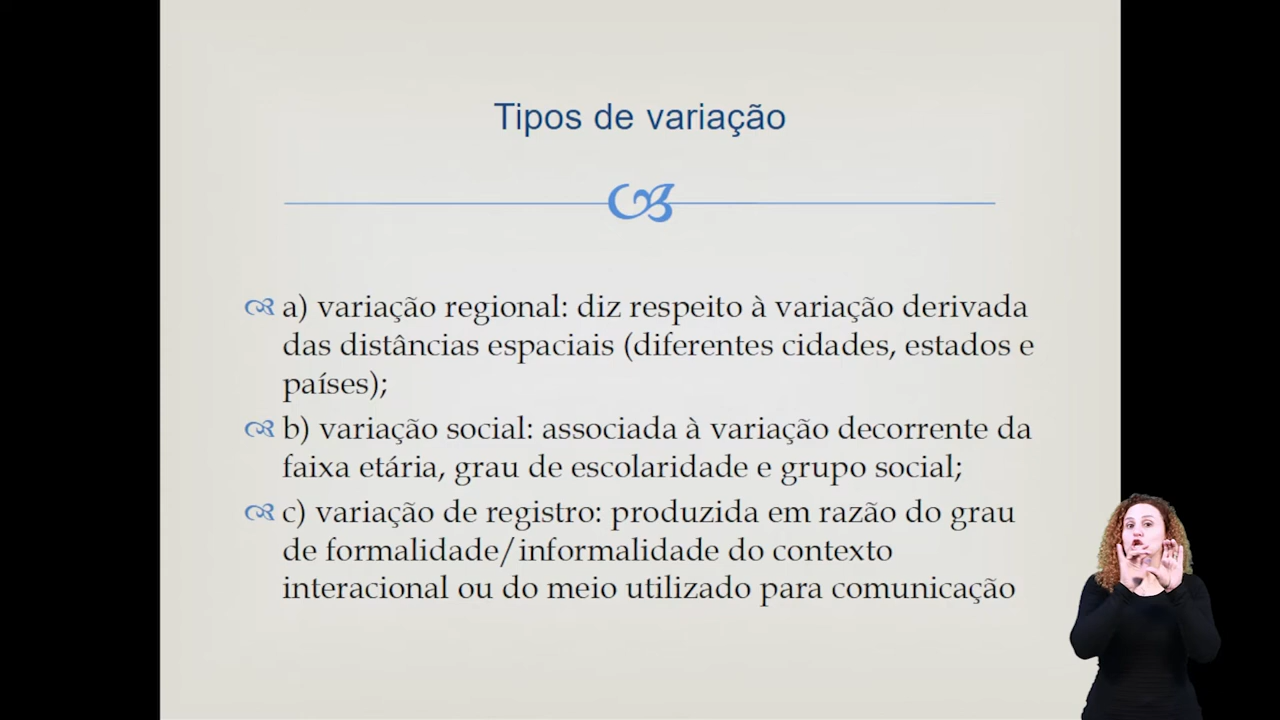 Tipos de variação
a) variação regional: diz respeito à variação derivada
das distâncias espaciais (diferentes cidades, estados e
países);
b) variação social: associada à variação decorrente da
faixa etária, grau de escolaridade e grupo social;
c) variação de registro: produzida em razão do grau
de formalidade/informalidade do contexto
interacional ou do meio utilizado para comunicação